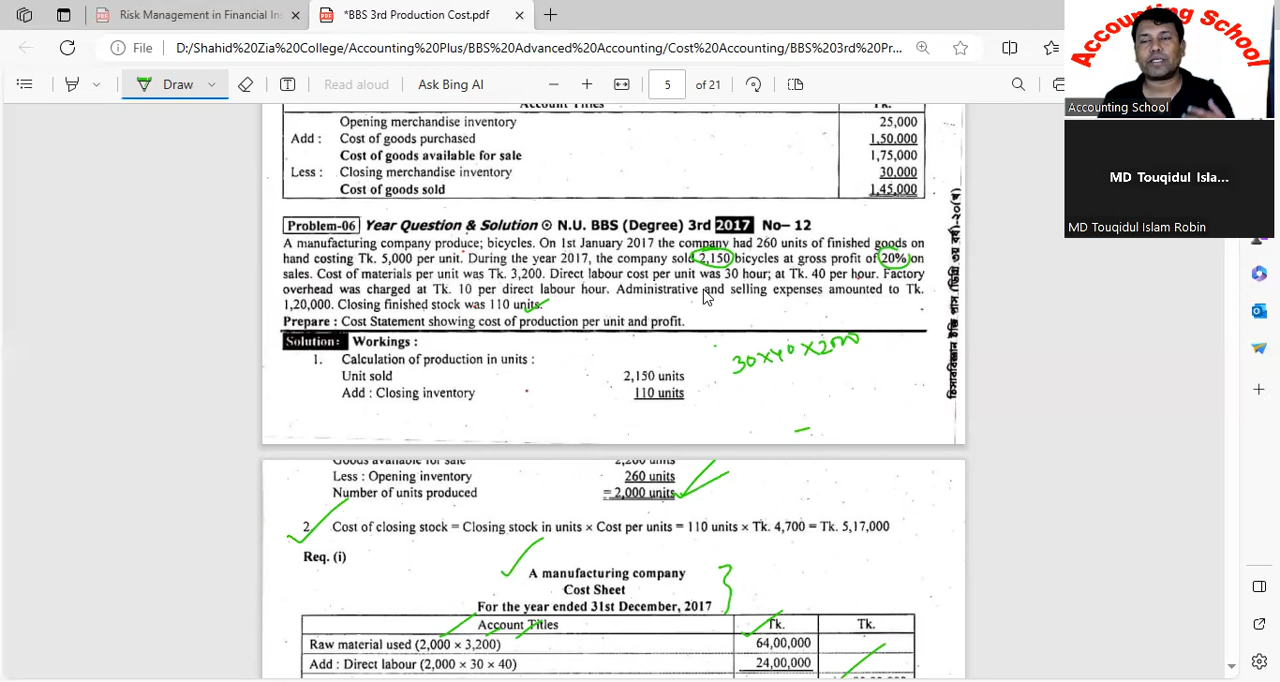 Risk Management in Financial In
*BBS 3rd Production Cost.pdf
File
D:/Shahid%20Zia%20College/Accounting%20Plus/BBS%20Advanced%20Accounting/Cost%20Accounting/BBS%203rd%20Pr...
Draw
Read aloud
Ask Bing AI
5
of 21
Accounting School
Accounting School
MD Touqidul Isla...
MD Touqidul Islam Robin
Account Titles Tk.
Opening merchandise inventory 25,000
Add : Cost of goods purchased 1,50,000
Cost of goods available for sale 1,75,000
Less : Closing merchandise inventory 30,000
Cost of goods sold 1,45,000
Problem-06 Year Question & Solution ⊙ N.U. BBS (Degree) 3rd 2017 No– 12
A manufacturing company produce; bicycles. On 1st January 2017 the company had 260 units of finished goods on
hand costing Tk. 5,000 per unit. During the year 2017, the company sold 2,150 bicycles at gross profit of 20% on
sales. Cost of materials per unit was Tk. 3,200. Direct labour cost per unit was 30 hour; at Tk. 40 per hour. Factory
overhead was charged at Tk. 10 per direct labour hour. Administrative and selling expenses amounted to Tk.
1,20,000. Closing finished stock was 110 units.
Prepare : Cost Statement showing cost of production per unit and profit.
Solution: Workings :
1. Calculation of production in units :
30×40×2000
Unit sold 2,150 units
Add : Closing inventory 110 units
Goods available for sale 2,260 units
Less : Opening inventory 260 units
Number of units produced = 2,000 units
2. Cost of closing stock = Closing stock in units × Cost per units = 110 units × Tk. 4,700 = Tk. 5,17,000
Req. (i)
A manufacturing company
Cost Sheet
For the year ended 31st December, 2017
Account Titles Tk. Tk.
Raw material used (2,000 × 3,200) 64,00,000
Add : Direct labour (2,000 × 30 × 40) 24,00,000